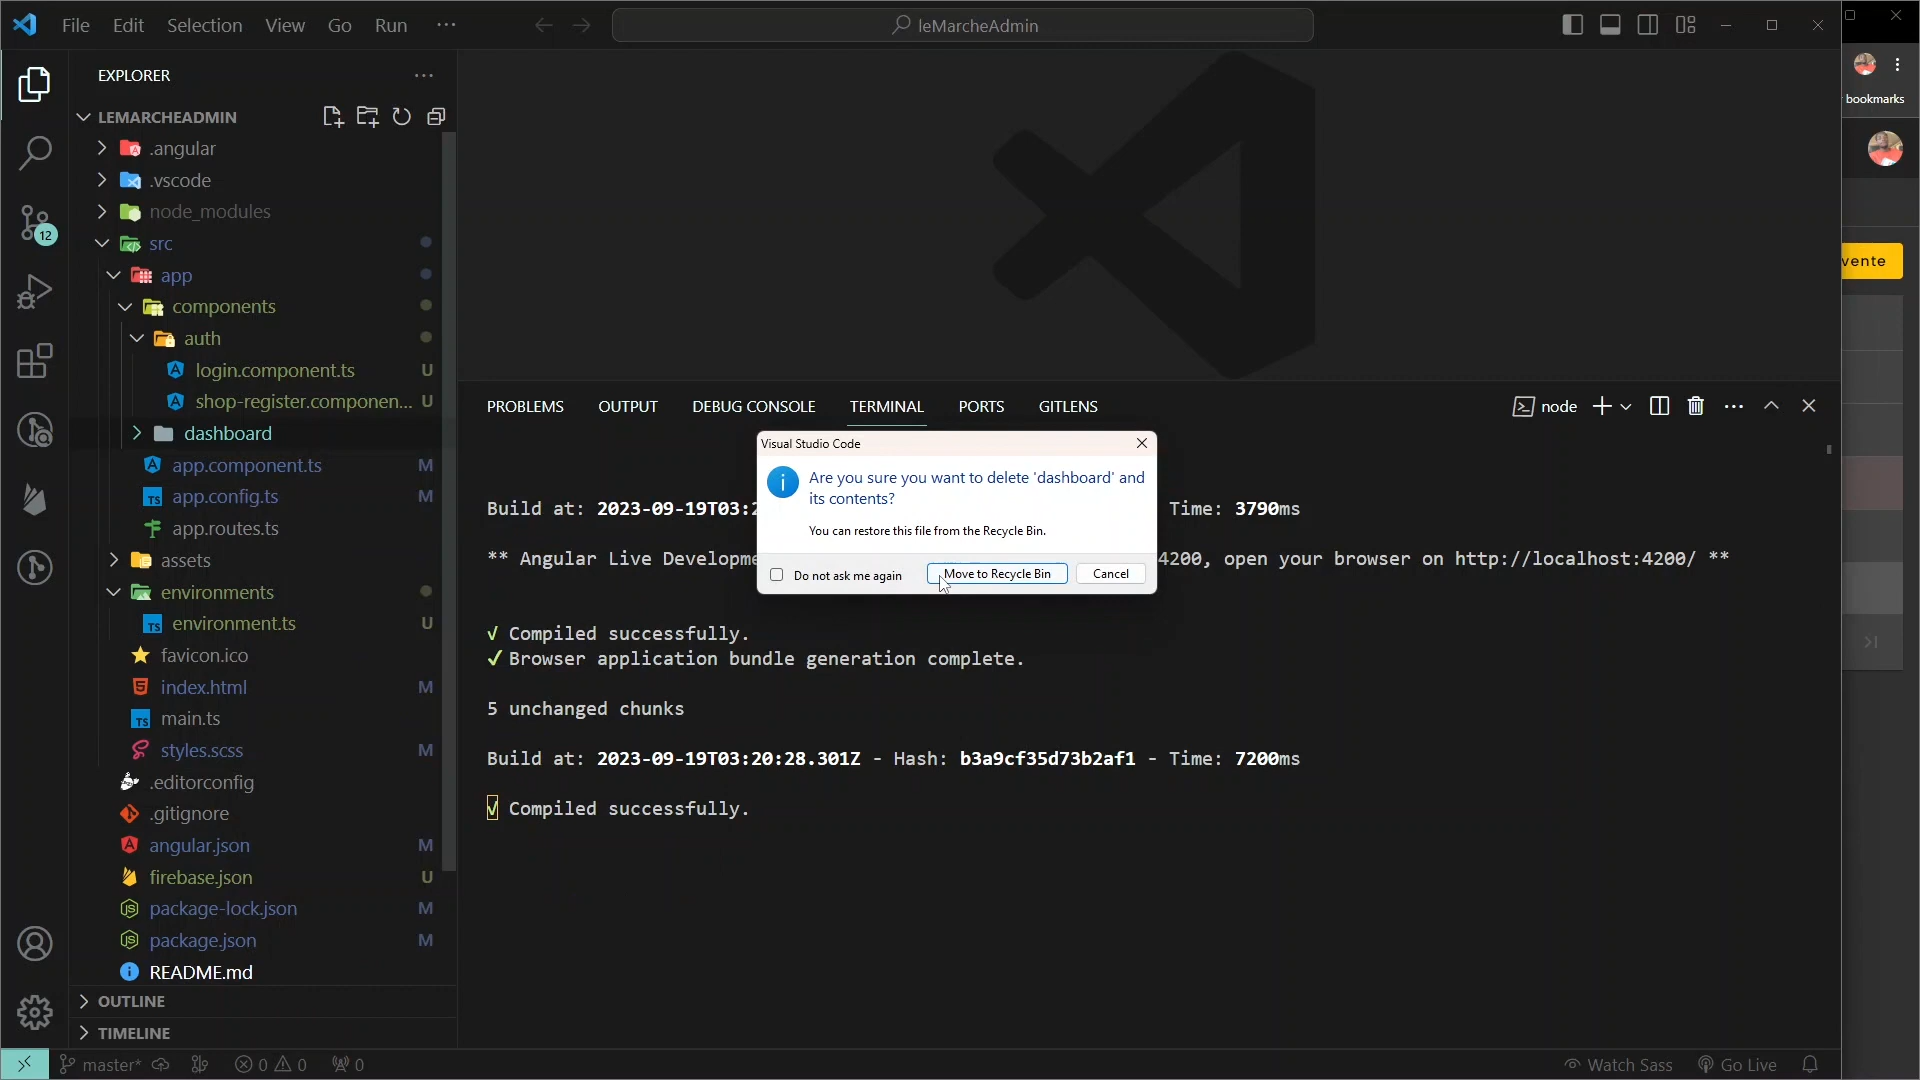 File Edit Selection View Go Run ···
leMarcheAdmin
EXPLORER
LEMARCHEADMIN
.angular
.vscode
node_modules
src
app
components
auth
login.component.ts U
shop-register.componen... U
dashboard
app.component.ts M
app.config.ts M
app.routes.ts
assets
environments
environment.ts U
favicon.ico
index.html M
main.ts
styles.scss M
.editorconfig
.gitignore
angular.json M
firebase.json U
package-lock.json M
package.json M
README.md
OUTLINE
TIMELINE
12
PROBLEMS OUTPUT DEBUG CONSOLE TERMINAL PORTS GITLENS
node
Build at: 2023-09-19T03:2 Time: 3790ms
** Angular Live Developme 4200, open your browser on http://localhost:4200/ **
√ Compiled successfully.
✓ Browser application bundle generation complete.
5 unchanged chunks
Build at: 2023-09-19T03:20:28.301Z - Hash: b3a9cf35d73b2af1 - Time: 7200ms
√ Compiled successfully.
Visual Studio Code
Are you sure you want to delete 'dashboard' and
its contents?
You can restore this file from the Recycle Bin.
Do not ask me again
Move to Recycle Bin
Cancel
bookmarks
vente
master* 0 0 0
Watch Sass Go Live